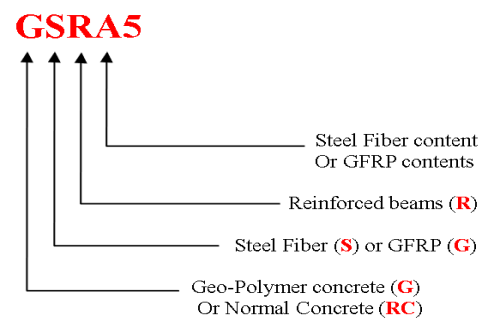 GSRA5
Steel Fiber content
Or GFRP contents
Reinforced beams (R)
Steel Fiber (S) or GFRP (G)
Geo-Polymer concrete (G)
Or Normal Concrete (RC)